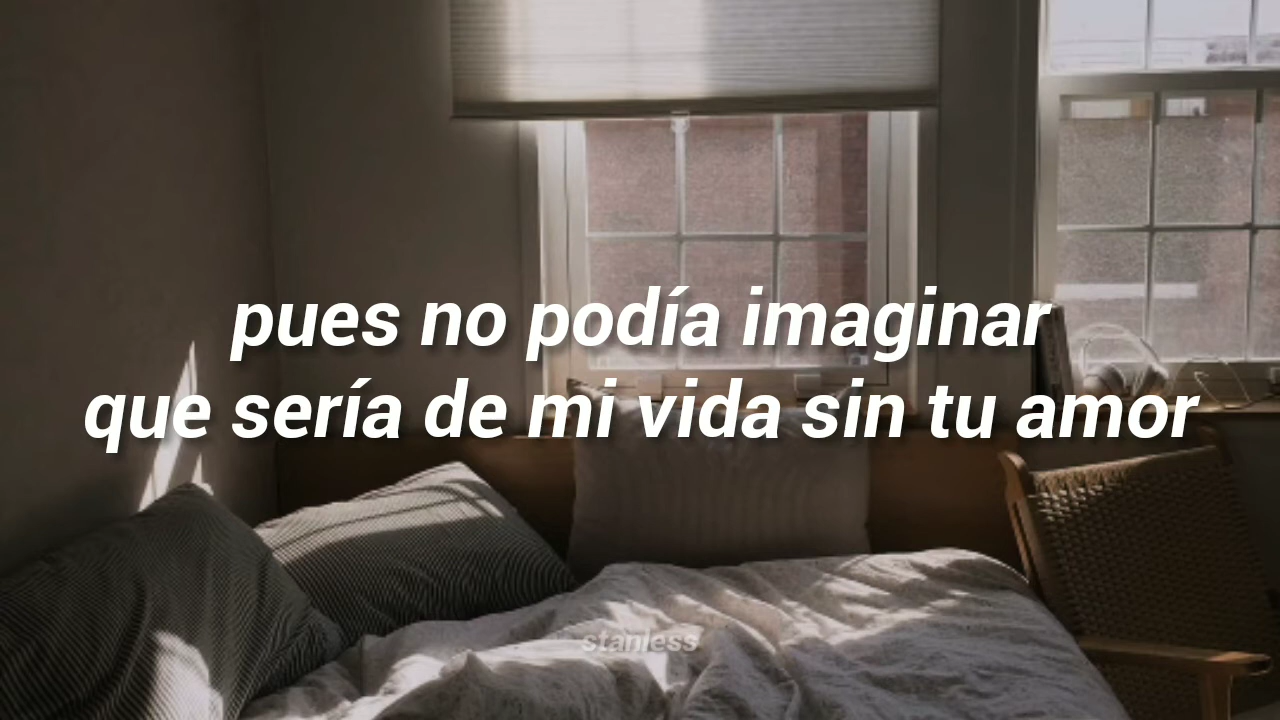 pues no podía imaginar
que sería de mi vida sin tu amor
stanless